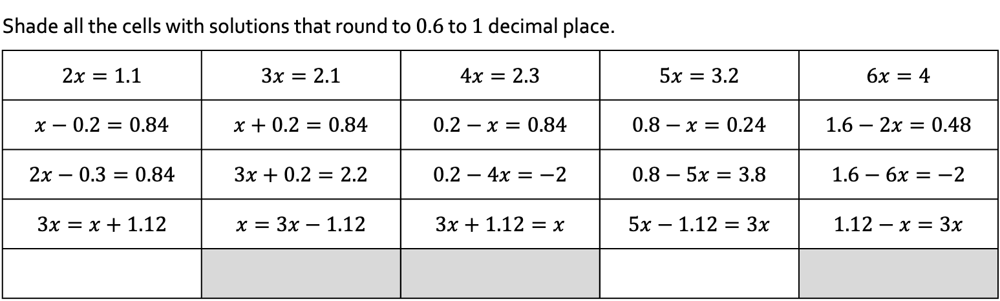 Shade all the cells with solutions that round to 0.6 to 1 decimal place.
2x = 1.1 3x = 2.1 4x = 2.3 5x = 3.2 6x = 4
x − 0.2 = 0.84 x + 0.2 = 0.84 0.2 − x = 0.84 0.8 − x = 0.24 1.6 − 2x = 0.48
2x − 0.3 = 0.84 3x + 0.2 = 2.2 0.2 − 4x = −2 0.8 − 5x = 3.8 1.6 − 6x = −2
3x = x + 1.12 x = 3x − 1.12 3x + 1.12 = x 5x − 1.12 = 3x 1.12 − x = 3x